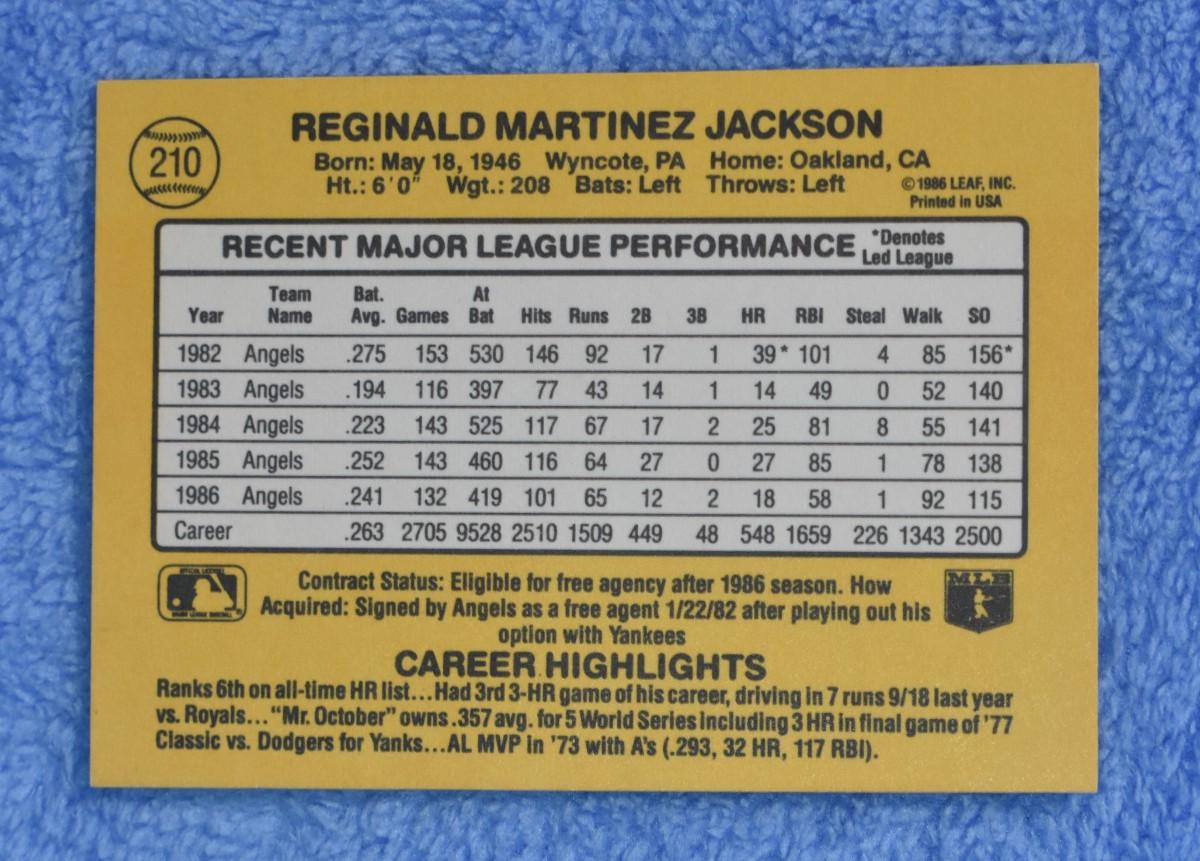 210
REGINALD MARTINEZ JACKSON
Born: May 18, 1946 Wyncote, PA Home: Oakland, CA
Ht.: 6'0" Wgt.: 208 Bats: Left Throws: Left
©1986 LEAF, INC.
Printed in USA
RECENT MAJOR LEAGUE PERFORMANCE *Denotes Led League
Year Team Name Bat. Avg. Games At Bat Hits Runs 2B 3B HR RBI Steal Walk SO
1982 Angels .275 153 530 146 92 17 1 39* 101 4 85 156*
1983 Angels .194 116 397 77 43 14 1 14 49 0 52 140
1984 Angels .223 143 525 117 67 17 2 25 81 8 55 141
1985 Angels .252 143 460 116 64 27 0 27 85 1 78 138
1986 Angels .241 132 419 101 65 12 2 18 58 1 92 115
Career .263 2705 9528 2510 1509 449 48 548 1659 226 1343 2500
Contract Status: Eligible for free agency after 1986 season. How
Acquired: Signed by Angels as a free agent 1/22/82 after playing out his
option with Yankees
MLB
CAREER HIGHLIGHTS
Ranks 6th on all-time HR list...Had 3rd 3-HR game of his career, driving in 7 runs 9/18 last year
vs. Royals..."Mr. October" owns .357 avg. for 5 World Series including 3 HR in final game of '77
Classic vs. Dodgers for Yanks...AL MVP in '73 with A's (.293, 32 HR, 117 RBI).